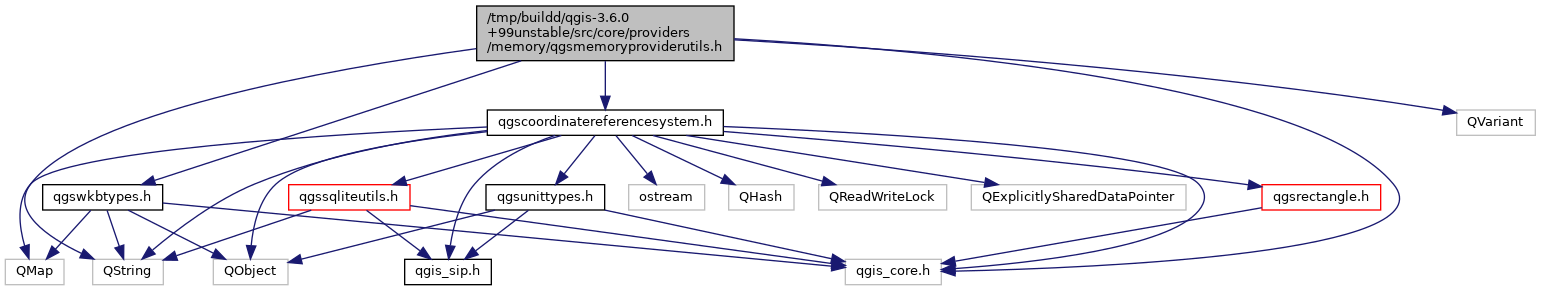 /tmp/buildd/qgis-3.6.0
+99unstable/src/core/providers
/memory/qgsmemoryproviderutils.h
qgscoordinatereferencesystem.h
QVariant
qgswkbtypes.h
qgssqliteutils.h
qgsunittypes.h
ostream
QHash
QReadWriteLock
QExplicitlySharedDataPointer
qgsrectangle.h
QMap
QString
QObject
qgis_sip.h
qgis_core.h